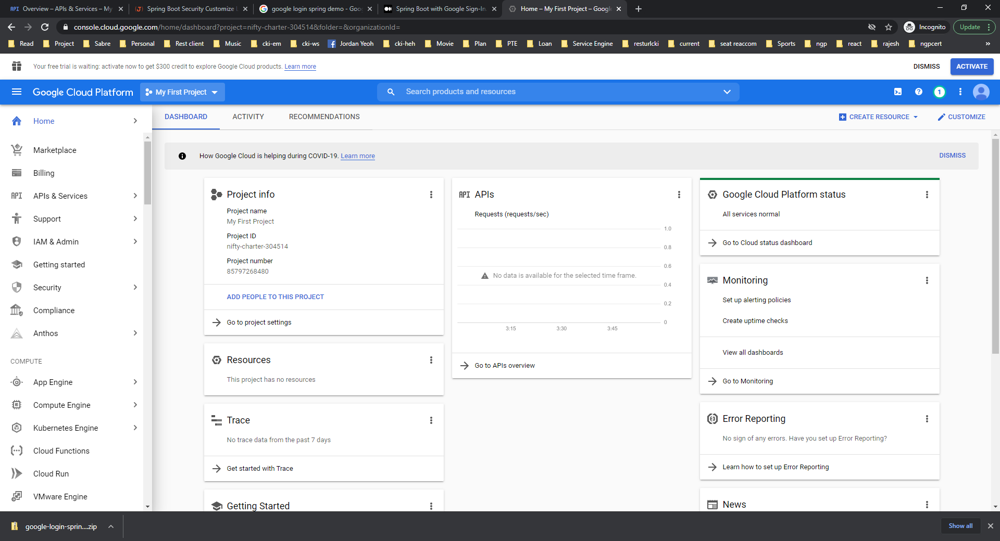 Overview – APIs & Services – My
Spring Boot Security Customize L
google login spring demo - Goog
Spring Boot with Google Sign-In.
Home – My First Project – Google
console.cloud.google.com/home/dashboard?project=nifty-charter-304514&folder=&organizationId=
Incognito
Update
Read
Project
Sabre
Personal
Rest client
Music
cki-em
cki-ws
Jordan Yeoh
cki-heh
Movie
Plan
PTE
Loan
Service Engine
resturlcki
current
seat reaccom
Sports
ngp
react
rajesh
ngpcert
»
Your free trial is waiting: activate now to get $300 credit to explore Google Cloud products. Learn more
DISMISS
ACTIVATE
Google Cloud Platform
My First Project
Search products and resources
1
Home
Marketplace
Billing
API APIs & Services
Support
IAM & Admin
Getting started
Security
Compliance
Anthos
COMPUTE
App Engine
Compute Engine
Kubernetes Engine
Cloud Functions
Cloud Run
VMware Engine
DASHBOARD
ACTIVITY
RECOMMENDATIONS
CREATE RESOURCE
CUSTOMIZE
How Google Cloud is helping during COVID-19. Learn more
DISMISS
Project info
Project name
My First Project
Project ID
nifty-charter-304514
Project number
85797268480
ADD PEOPLE TO THIS PROJECT
Go to project settings
Resources
This project has no resources
Trace
No trace data from the past 7 days
Get started with Trace
Getting Started
API APIs
Requests (requests/sec)
1.0
0.8
0.6
No data is available for the selected time frame.
0.4
0.2
0
3:15
3:30
3:45
Go to APIs overview
Google Cloud Platform status
All services normal
Go to Cloud status dashboard
Monitoring
Set up alerting policies
Create uptime checks
View all dashboards
Go to Monitoring
Error Reporting
No sign of any errors. Have you set up Error Reporting?
Learn how to set up Error Reporting
News
google-login-sprin....zip
Show all